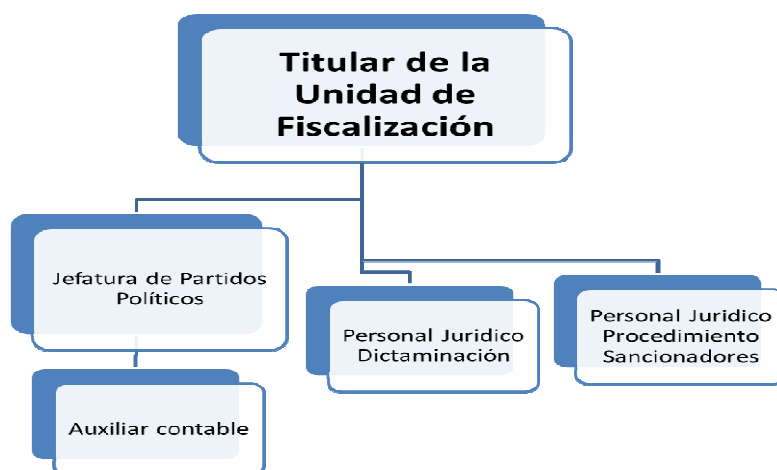 Titular de la
Unidad de
Fiscalización
Jefatura de Partidos
Políticos
Personal Juridico
Dictaminación
Personal Juridico
Procedimiento
Sancionadores
Auxiliar contable